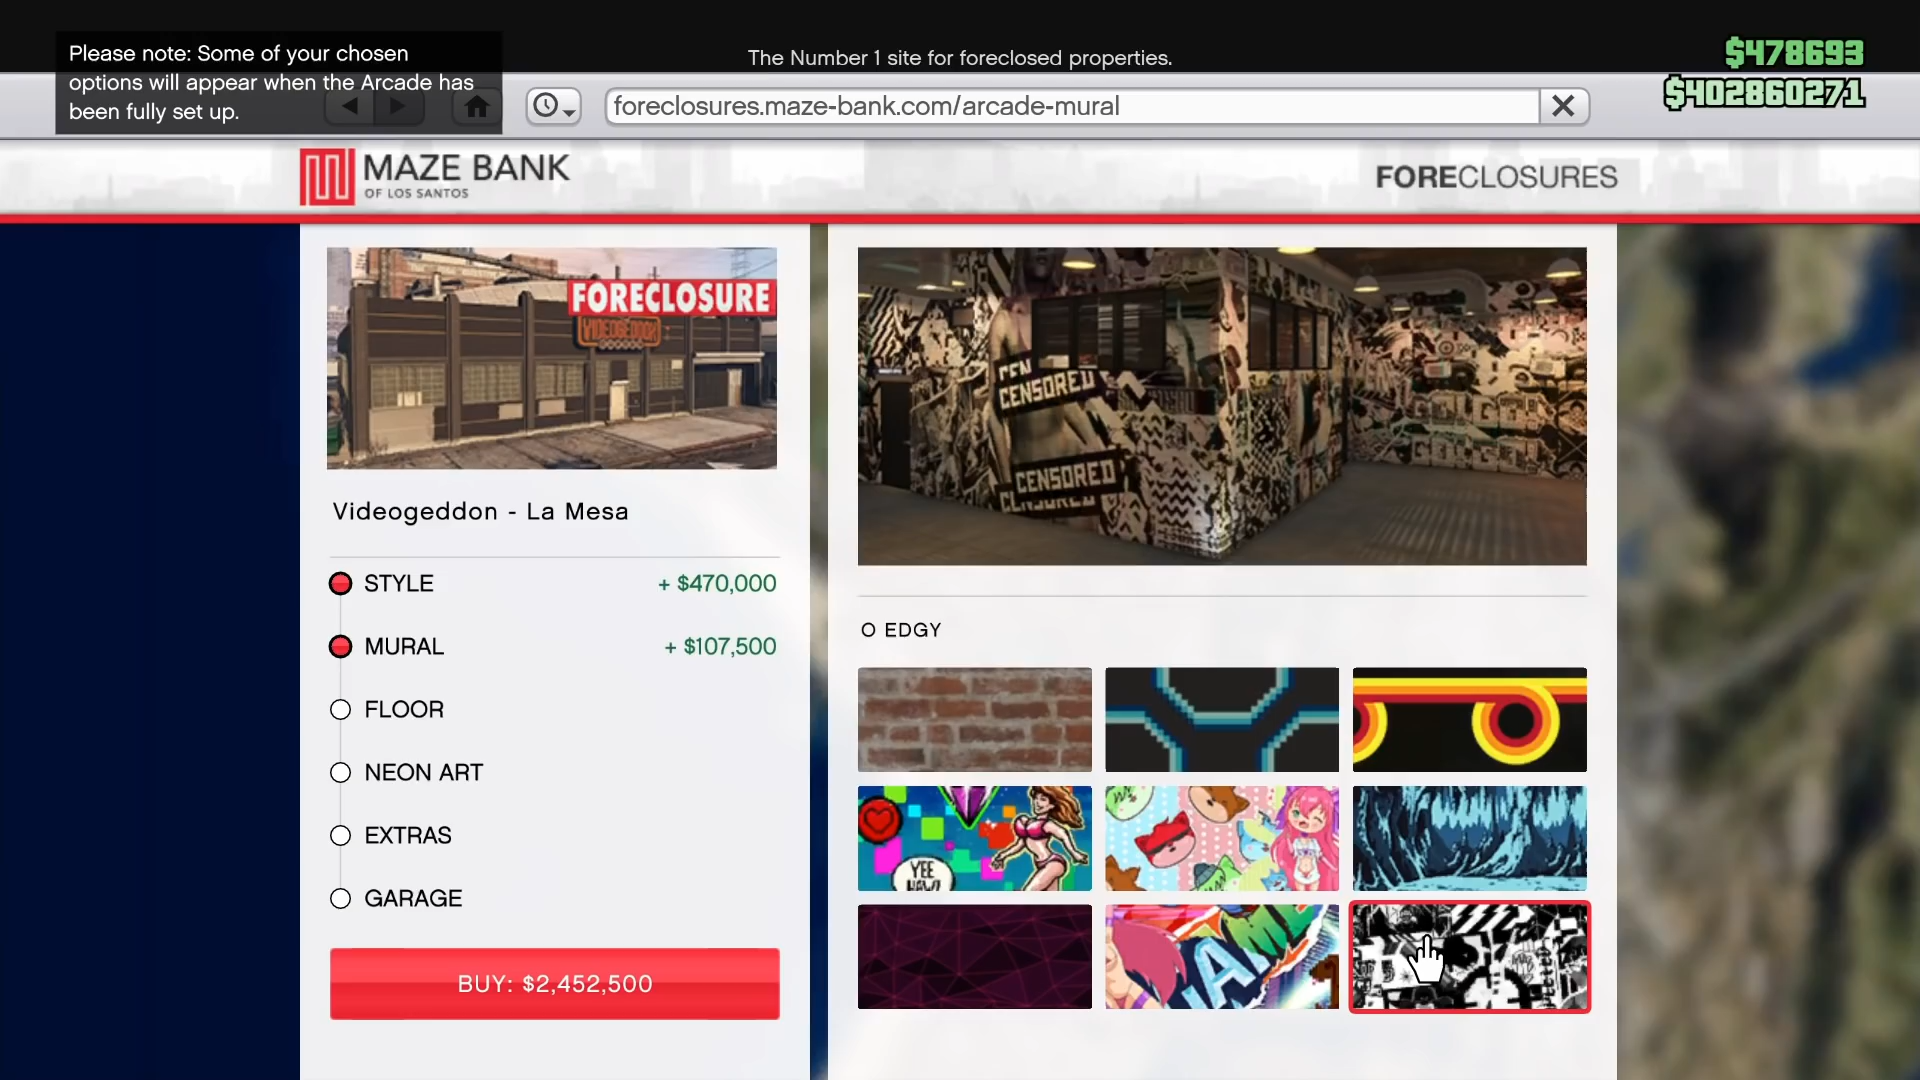 Please note: Some of your chosen
options will appear when the Arcade has
been fully set up.
The Number 1 site for foreclosed properties.
$478693
$402860271
foreclosures.maze-bank.com/arcade-mural
MAZE BANK
OF LOS SANTOS
FORECLOSURES
FORECLOSURE
VIDEOGEDDON
Videogeddon - La Mesa
STYLE + $470,000
MURAL + $107,500
FLOOR
NEON ART
EXTRAS
GARAGE
BUY: $2,452,500
CENSORED
CENSORED
EDGY
YEE
HAW!